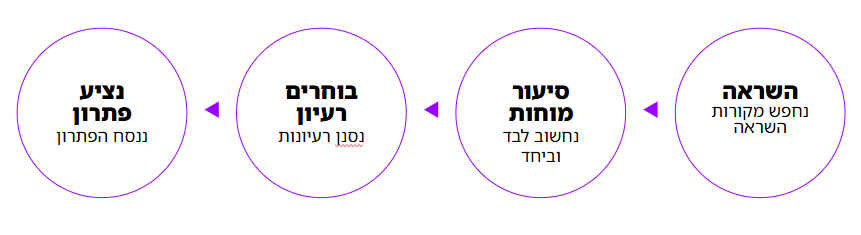 השראה
נחפש מקורות
השראה
סיעור
מוחות
נחשוב לבד
וביחד
בוחרים
רעיון
נסנן רעיונות
נציע
פתרון
ננסח הפתרון